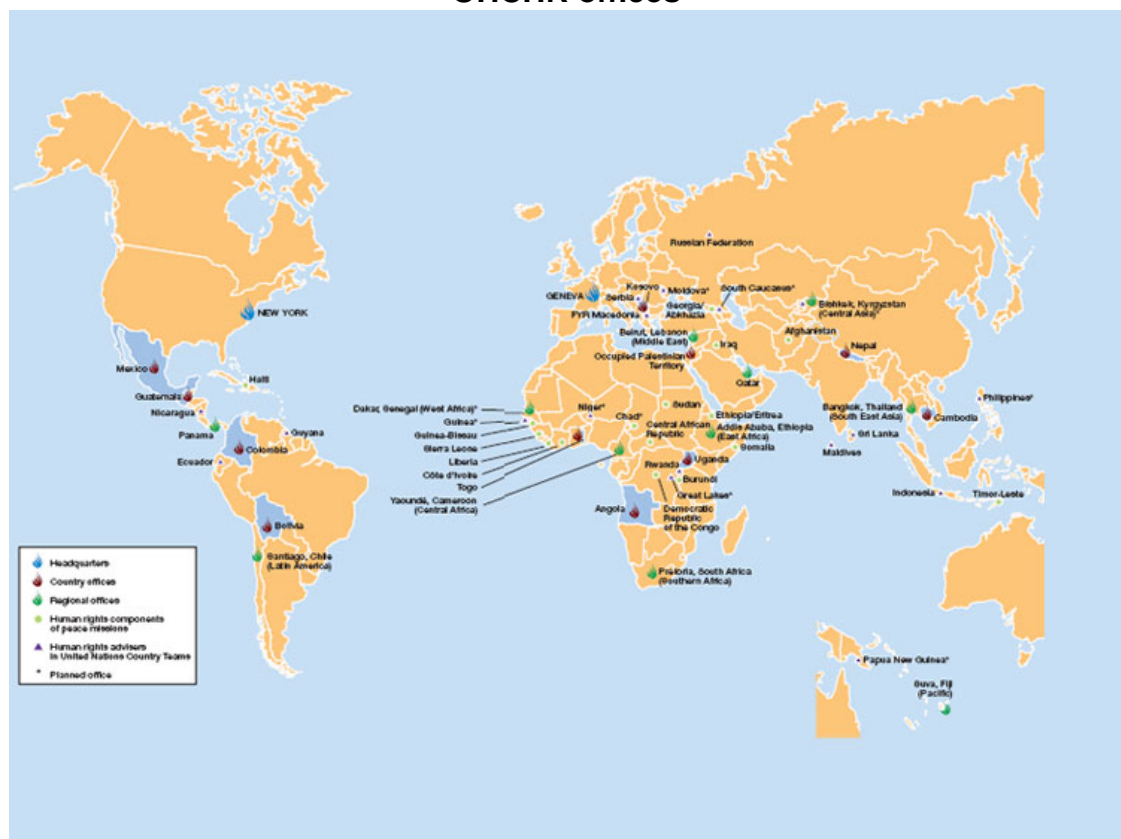 NEW YORK
Mexico
Guatemala
Nicaragua
Panama
Ecuador
Haiti
Guyana
Colombia
Bolivia
Santiago, Chile
(Latin America)
Russian Federation
GENEVA
Kosovo
Moldova*
South Caucasus*
Serbia
FYR Macedonia
Georgia/
Abkhazia
Bishkek, Kyrgyzstan
(Central Asia)*
Beirut, Lebanon
(Middle East)
Iraq
Afghanistan
Occupied Palestinian
Territory
Nepal
Qatar
Dakar, Senegal (West Africa)*
Guinea*
Guinea-Bissau
Sierra Leone
Liberia
Côte d'Ivoire
Togo
Yaoundé, Cameroon
(Central Africa)
Niger*
Chad*
Sudan
Central African
Republic
Ethiopia/Eritrea
Addis Ababa, Ethiopia
(East Africa)
Somalia
Uganda
Rwanda
Burundi
Great Lakes*
Democratic
Republic
of the Congo
Angola
Pretoria, South Africa
(Southern Africa)
Bangkok, Thailand
(South East Asia)
Cambodia
Philippines*
Sri Lanka
Maldives
Indonesia
Timor-Leste
Papua New Guinea*
Suva, Fiji
(Pacific)
Headquarters
Country offices
Regional offices
Human rights components
of peace missions
Human rights advisers
in United Nations Country Teams
* Planned office